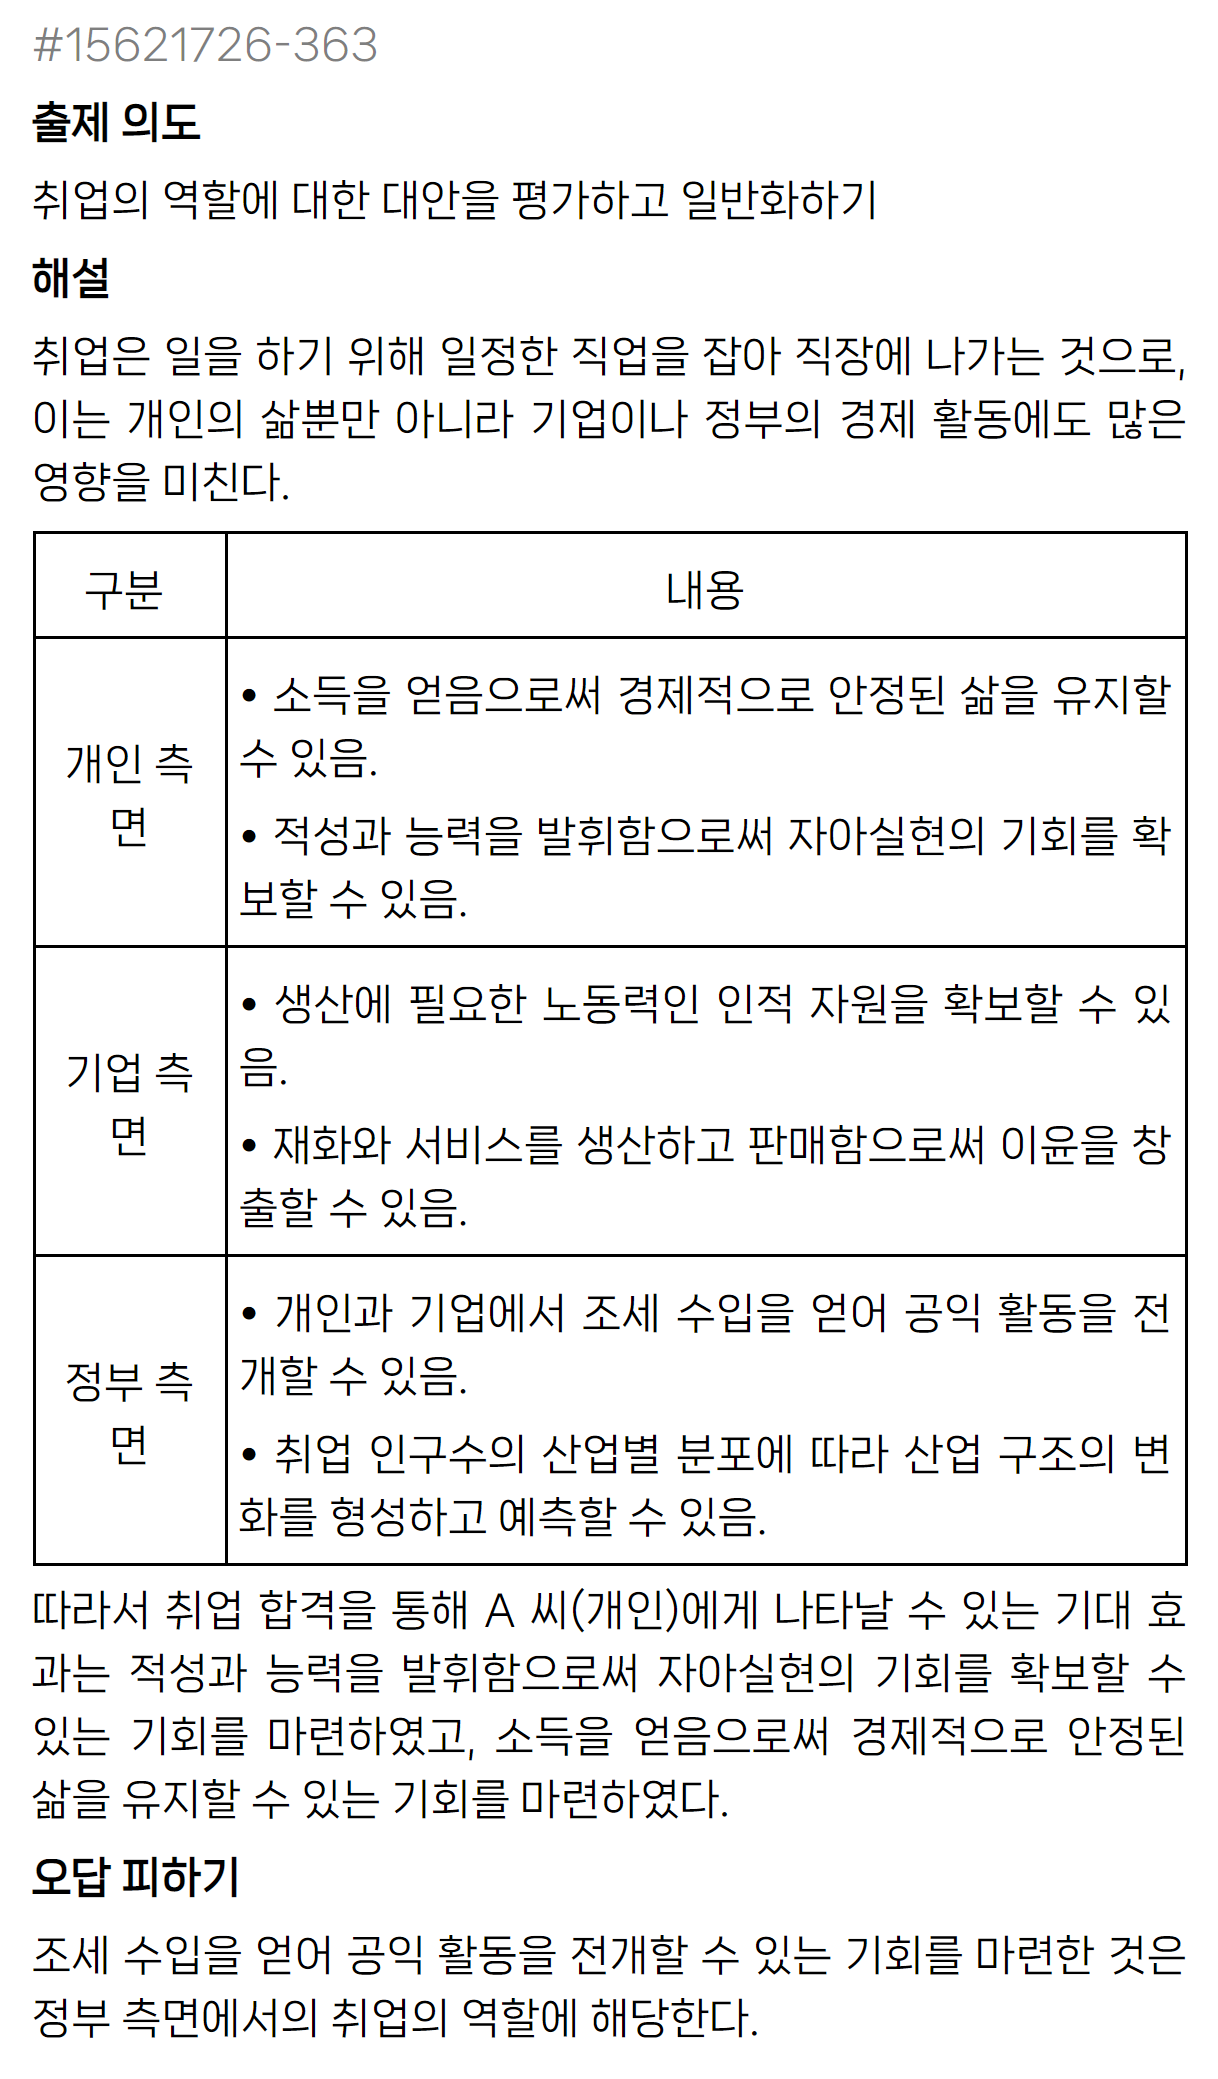 #15621726-363
출제 의도
취업의 역할에 대한 대안을 평가하고 일반화하기
해설
취업은 일을 하기 위해 일정한 직업을 잡아 직장에 나가는 것으로,
이는 개인의 삶뿐만 아니라 기업이나 정부의 경제 활동에도 많은
영향을 미친다.
구분 내용
개인 측
면
• 소득을 얻음으로써 경제적으로 안정된 삶을 유지할
수 있음.
• 적성과 능력을 발휘함으로써 자아실현의 기회를 확
보할 수 있음.
기업 측
면
• 생산에 필요한 노동력인 인적 자원을 확보할 수 있
음.
• 재화와 서비스를 생산하고 판매함으로써 이윤을 창
출할 수 있음.
정부 측
면
• 개인과 기업에서 조세 수입을 얻어 공익 활동을 전
개할 수 있음.
• 취업 인구수의 산업별 분포에 따라 산업 구조의 변
화를 형성하고 예측할 수 있음.
따라서 취업 합격을 통해 A 씨(개인)에게 나타날 수 있는 기대 효
과는 적성과 능력을 발휘함으로써 자아실현의 기회를 확보할 수
있는 기회를 마련하였고, 소득을 얻음으로써 경제적으로 안정된
삶을 유지할 수 있는 기회를 마련하였다.
오답 피하기
조세 수입을 얻어 공익 활동을 전개할 수 있는 기회를 마련한 것은
정부 측면에서의 취업의 역할에 해당한다.